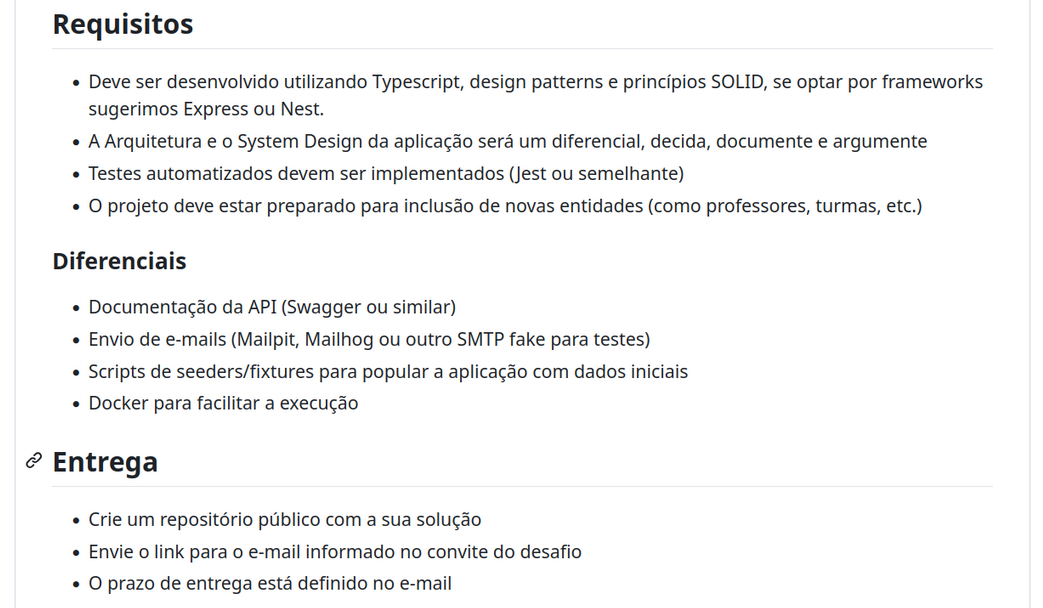 Requisitos
• Deve ser desenvolvido utilizando Typescript, design patterns e princípios SOLID, se optar por frameworks
sugerimos Express ou Nest.
• A Arquitetura e o System Design da aplicação será um diferencial, decida, documente e argumente
• Testes automatizados devem ser implementados (Jest ou semelhante)
• O projeto deve estar preparado para inclusão de novas entidades (como professores, turmas, etc.)
Diferenciais
• Documentação da API (Swagger ou similar)
• Envio de e-mails (Mailpit, Mailhog ou outro SMTP fake para testes)
• Scripts de seeders/fixtures para popular a aplicação com dados iniciais
• Docker para facilitar a execução
Entrega
• Crie um repositório público com a sua solução
• Envie o link para o e-mail informado no convite do desafio
• O prazo de entrega está definido no e-mail